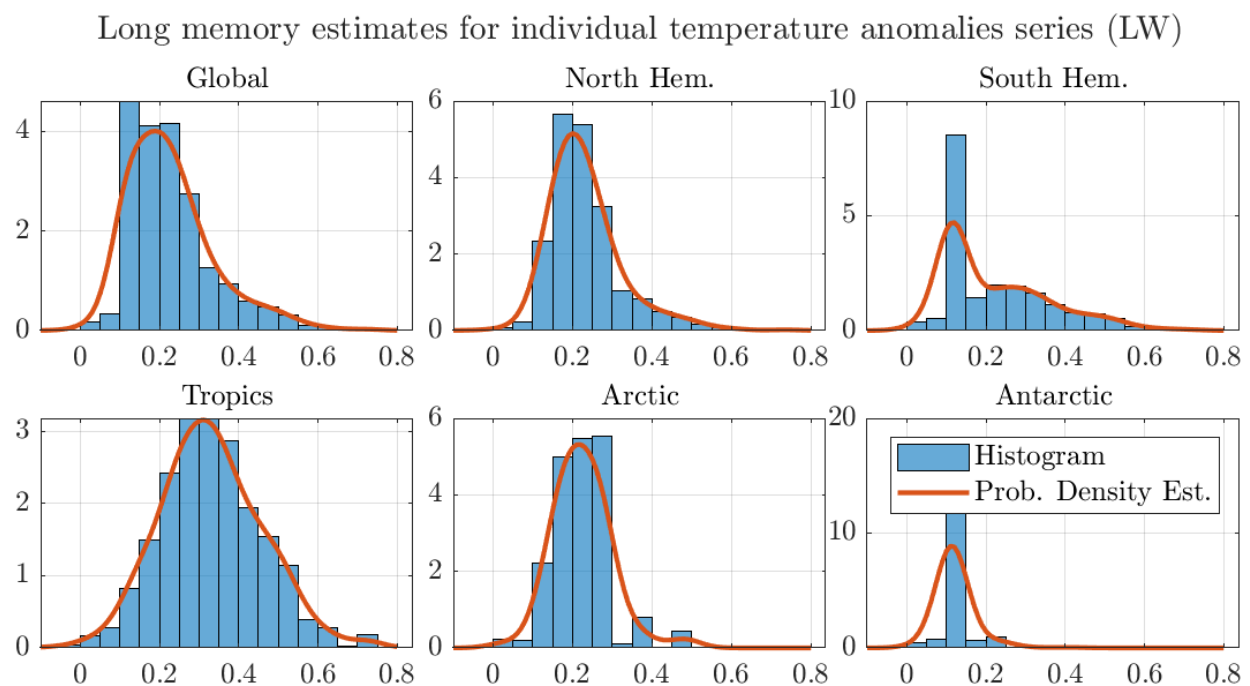 Long memory estimates for individual temperature anomalies series (LW)
Global
North Hem.
South Hem.
4
2
0
0 0.2 0.4 0.6 0.8
6
4
2
0
0 0.2 0.4 0.6 0.8
10
5
0
0 0.2 0.4 0.6 0.8
Tropics
Arctic
Antarctic
3
2
1
0
0 0.2 0.4 0.6 0.8
6
4
2
0
0 0.2 0.4 0.6 0.8
20
10
0
Histogram
Prob. Density Est.
0 0.2 0.4 0.6 0.8